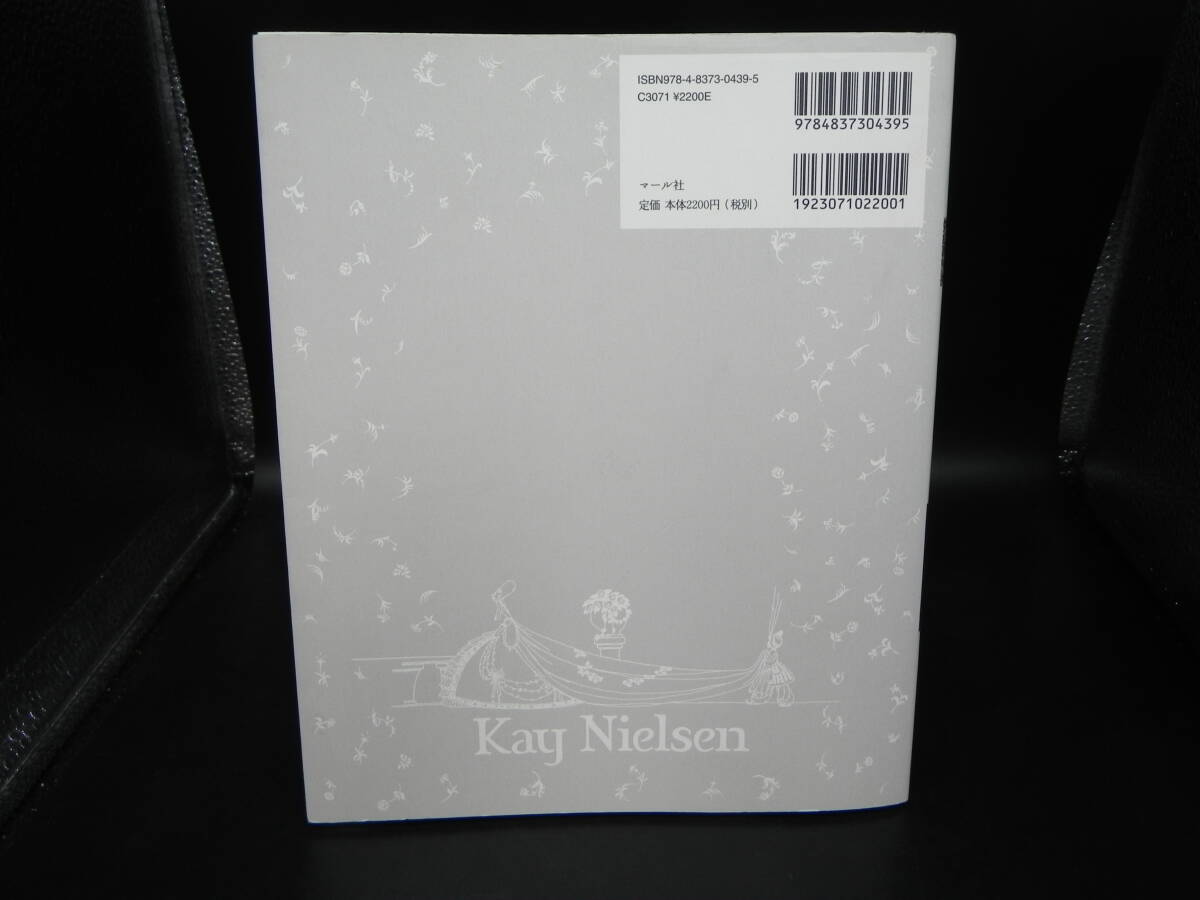 ISBN978-4-8373-0439-5
C3071 ¥2200E
9784837304395
マール社
定価 本体2200円（税別）
1923071022001
Kay Nielsen